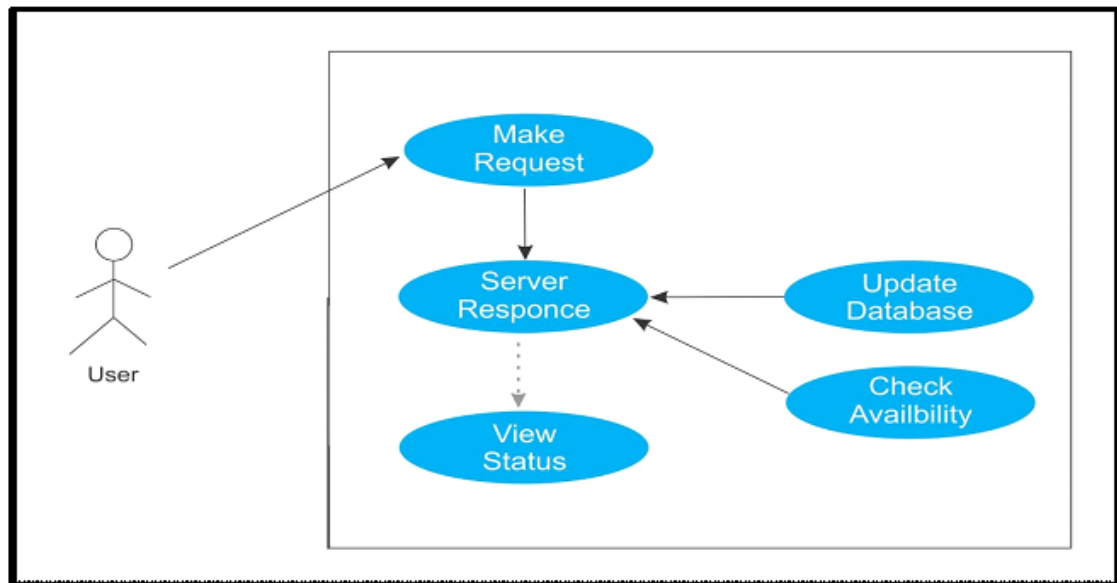 Make
Request
Server
Responce
Update
Database
User
Check
Availbility
View
Status